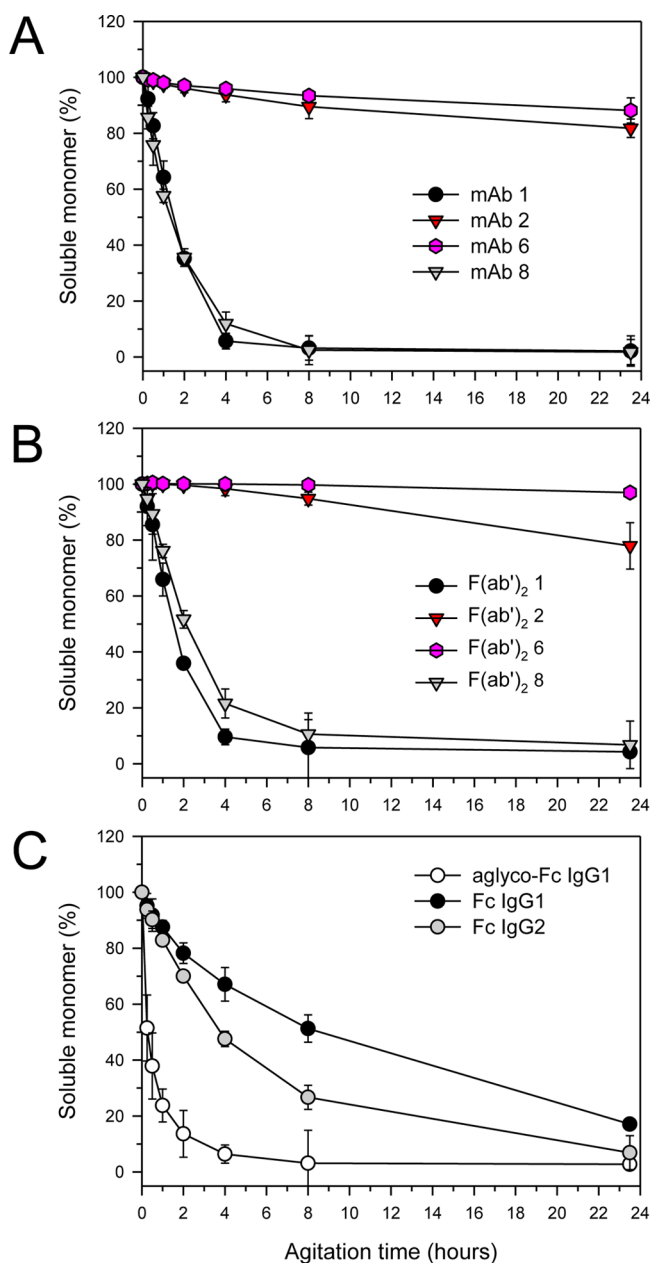 A
Soluble monomer (%)
120
100
80
60
40
20
0
mAb 1
mAb 2
mAb 6
mAb 8
0 2 4 6 8 10 12 14 16 18 20 22 24
B
Soluble monomer (%)
120
100
80
60
40
20
0
F(ab')₂ 1
F(ab')₂ 2
F(ab')₂ 6
F(ab')₂ 8
0 2 4 6 8 10 12 14 16 18 20 22 24
C
Soluble monomer (%)
120
100
80
60
40
20
0
aglyco-Fc IgG1
Fc IgG1
Fc IgG2
0 2 4 6 8 10 12 14 16 18 20 22 24
Agitation time (hours)